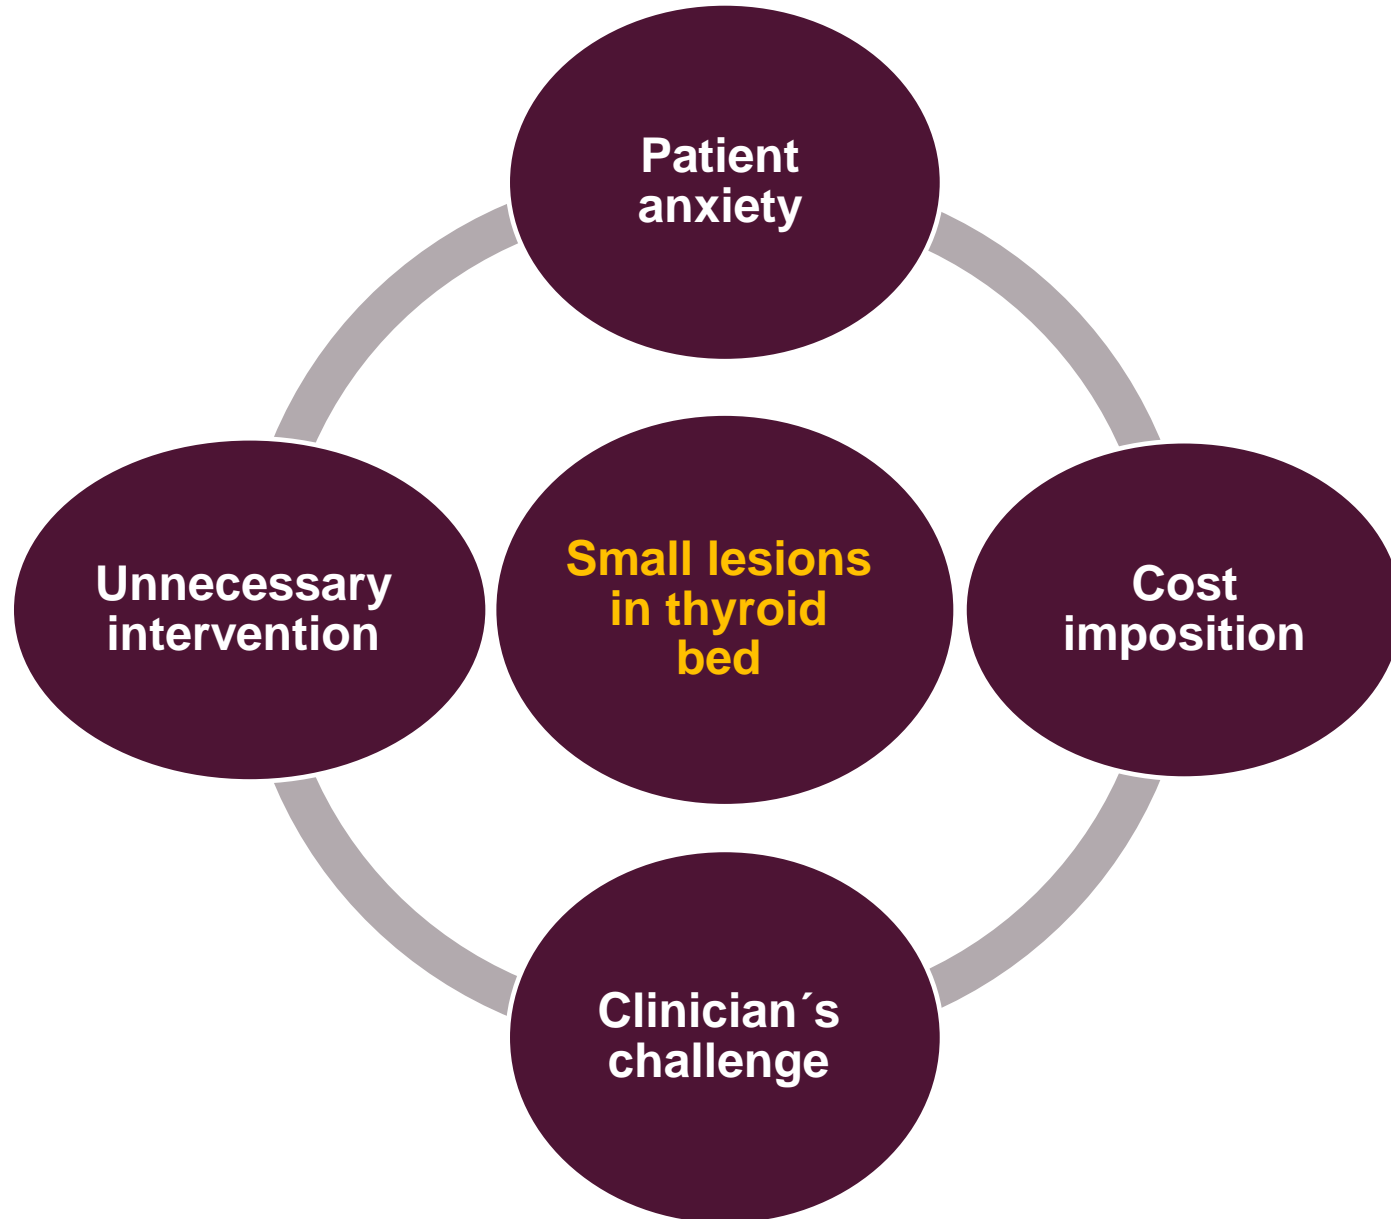 Patient
anxiety
Unnecessary
intervention
Small lesions
in thyroid
bed
Cost
imposition
Clinician´s
challenge